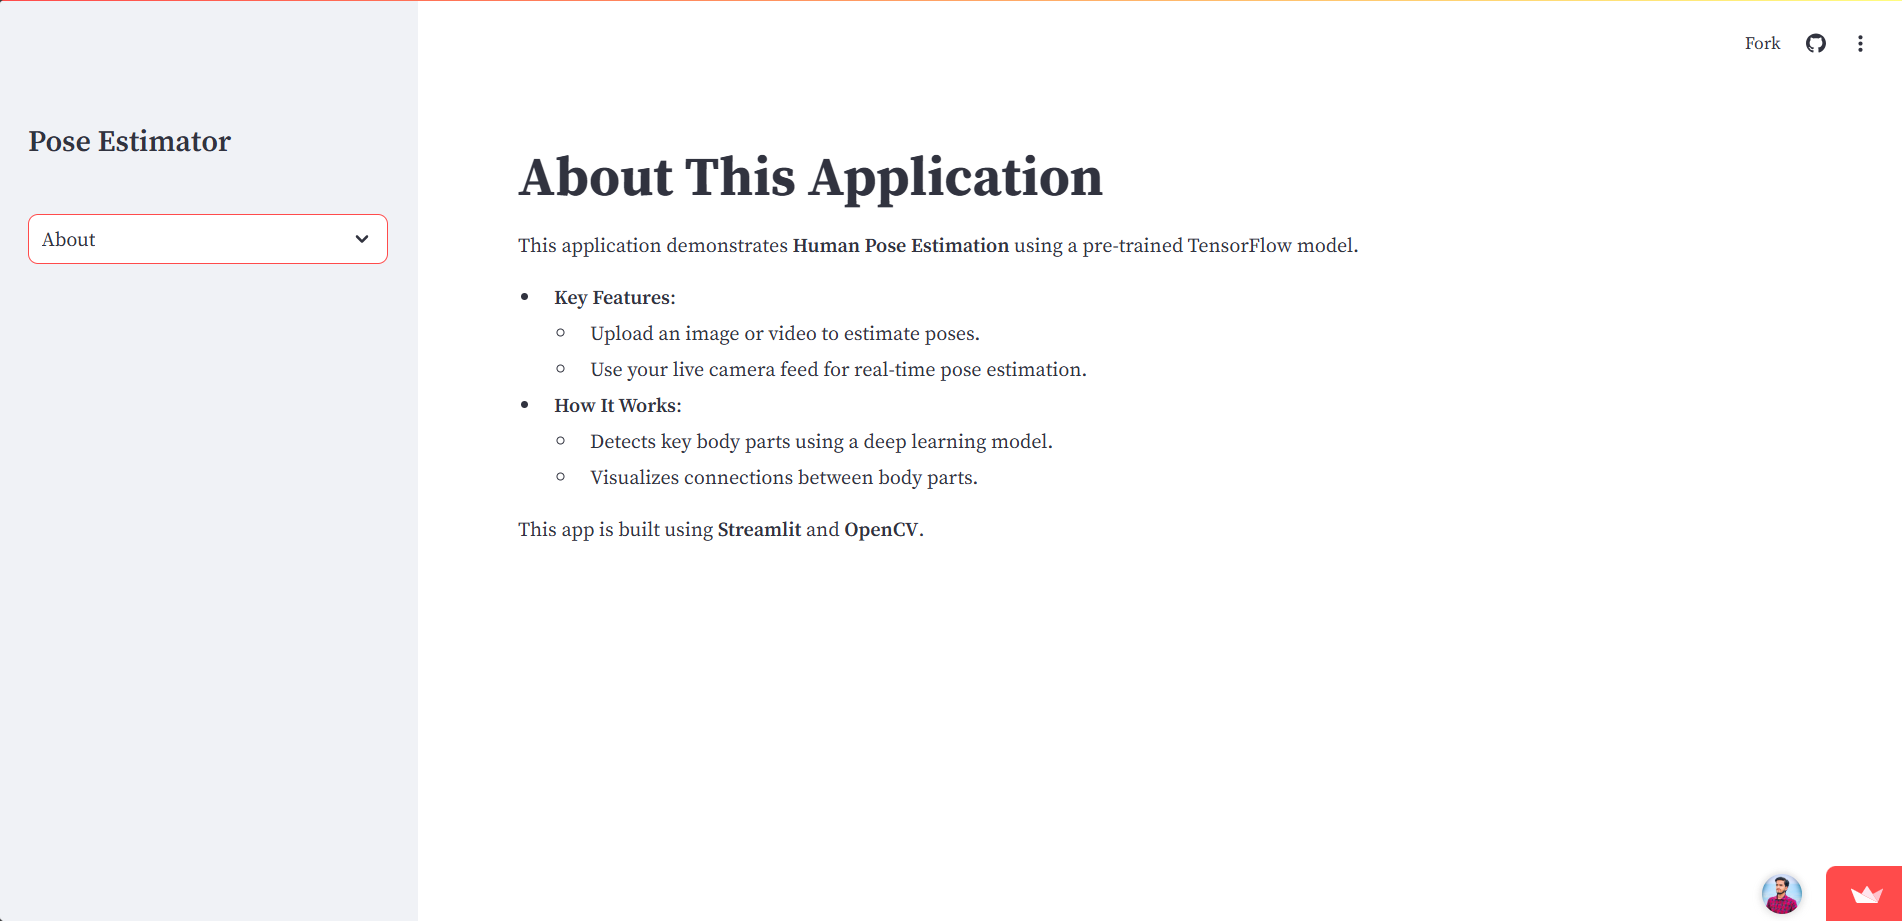 Fork
Pose Estimator
About
About This Application
This application demonstrates Human Pose Estimation using a pre-trained TensorFlow model.
Key Features:
Upload an image or video to estimate poses.
Use your live camera feed for real-time pose estimation.
How It Works:
Detects key body parts using a deep learning model.
Visualizes connections between body parts.
This app is built using Streamlit and OpenCV.